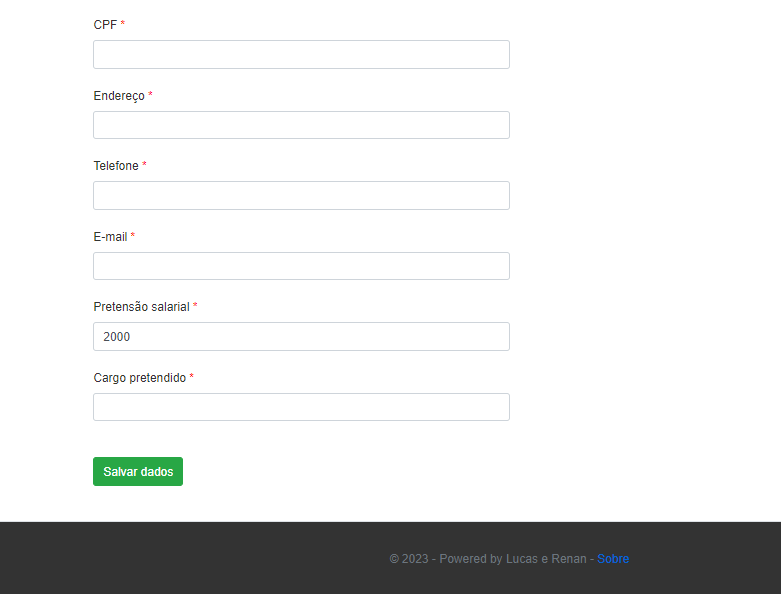 CPF *
Endereço *
Telefone *
E-mail *
Pretensão salarial *
2000
Cargo pretendido *
Salvar dados
© 2023 - Powered by Lucas e Renan - Sobre